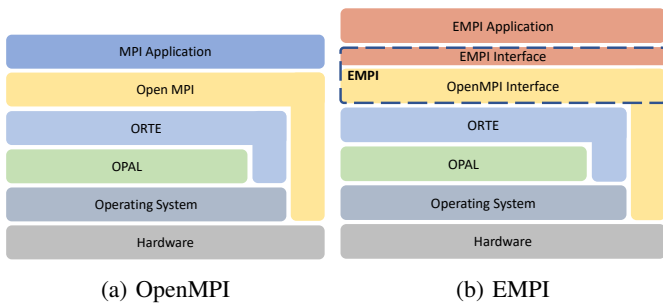 MPI Application
Open MPI
ORTE
OPAL
Operating System
Hardware
(a) OpenMPI
EMPI Application
EMPI Interface
EMPI
OpenMPI Interface
ORTE
OPAL
Operating System
Hardware
(b) EMPI